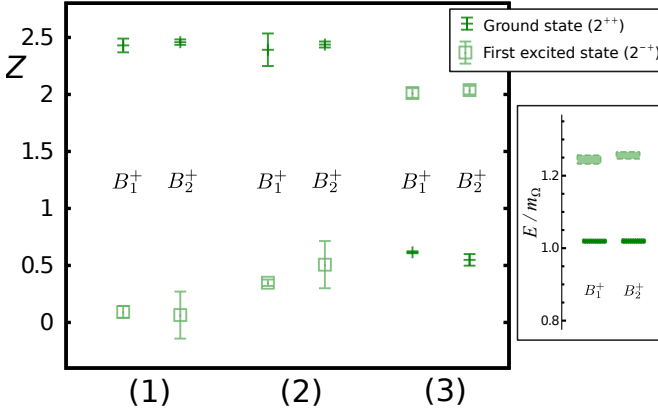 Z
2.5
2
1.5
1
0.5
0
Ground state (2⁺⁺)
First excited state (2⁻⁺)
B₁⁺ B₂⁺ B₁⁺ B₂⁺ B₁⁺ B₂⁺
(1) (2) (3)
E / m_Ω
1.2
1.0
0.8
B₁⁺ B₂⁺